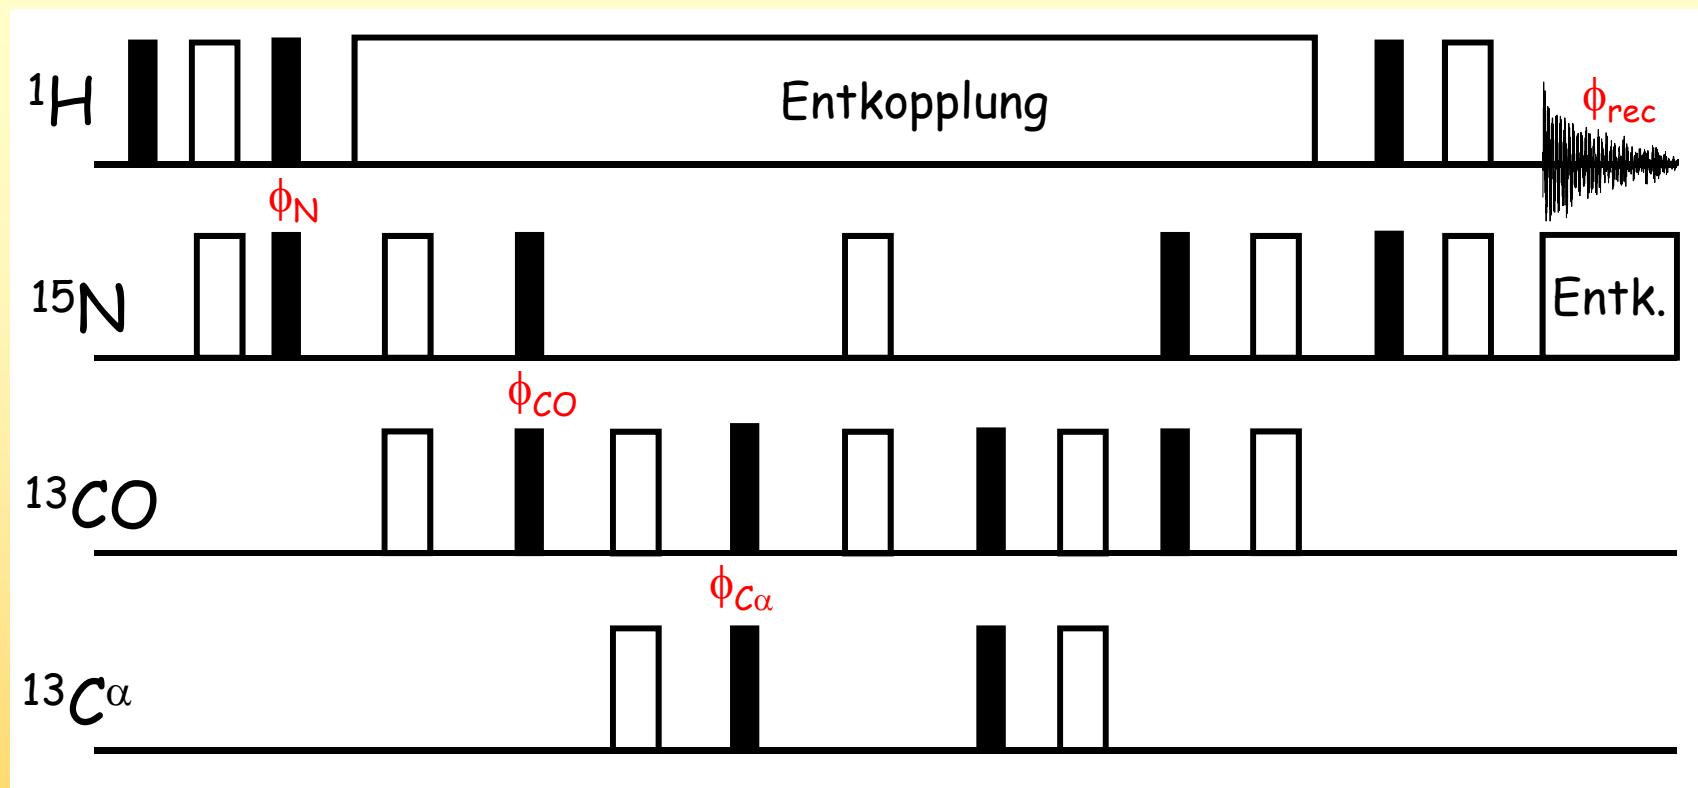 ¹H
Entkopplung
ϕrec
ϕN
¹⁵N
Entk.
ϕCO
¹³CO
ϕCα
¹³Cα